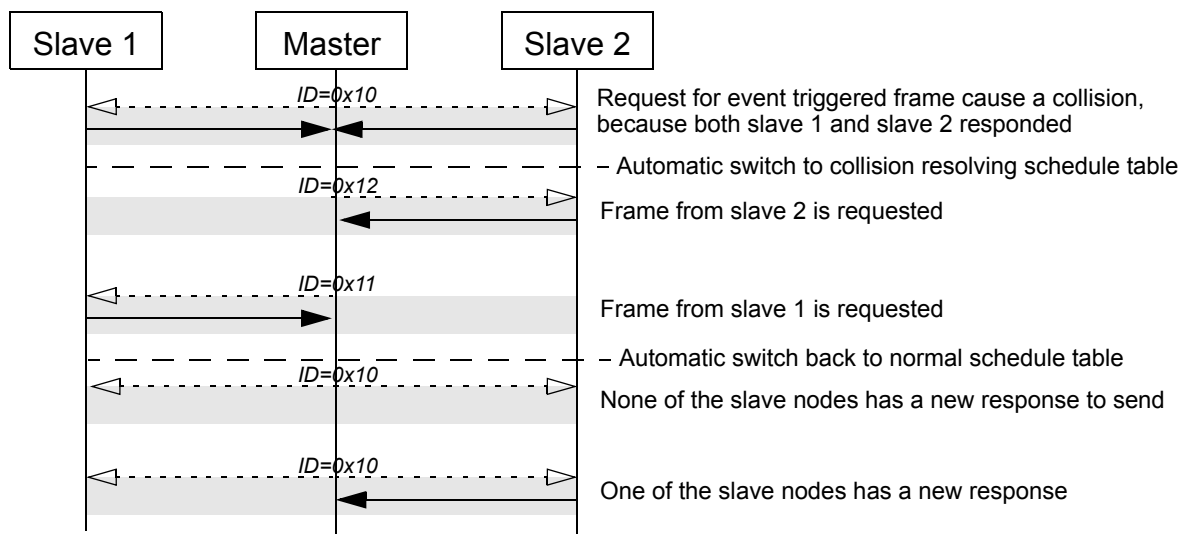 Slave 1
Master
Slave 2
ID=0x10
Request for event triggered frame cause a collision,
because both slave 1 and slave 2 responded
Automatic switch to collision resolving schedule table
ID=0x12
Frame from slave 2 is requested
ID=0x11
Frame from slave 1 is requested
Automatic switch back to normal schedule table
ID=0x10
None of the slave nodes has a new response to send
ID=0x10
One of the slave nodes has a new response